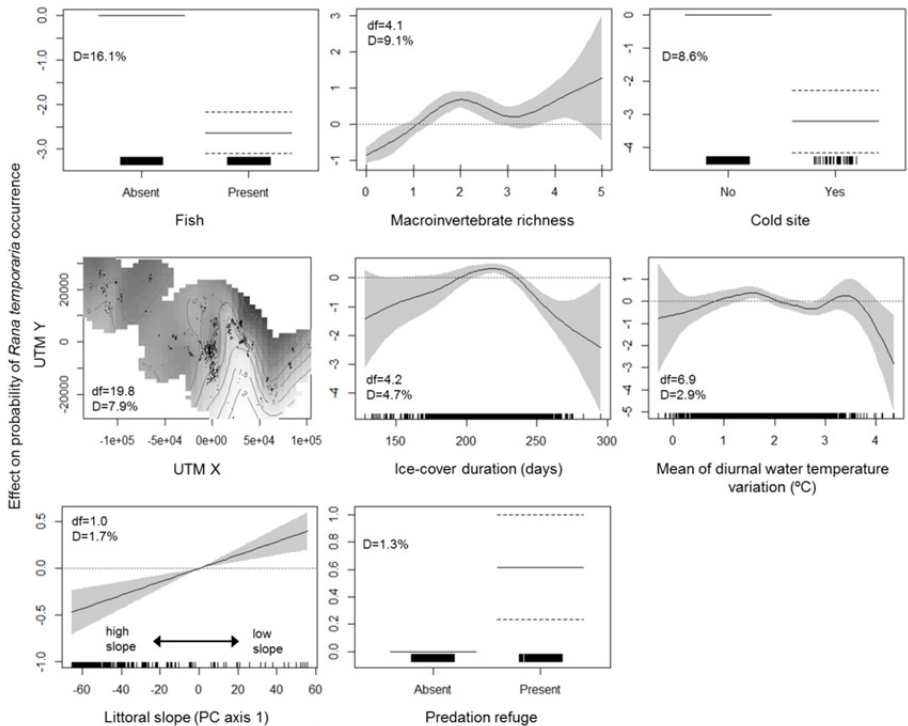 Effect on probability of Rana temporaria occurrence
0.0
-1.0
-2.0
-3.0
D=16.1%
Absent Present
Fish
3
2
1
0
-1
df=4.1
D=9.1%
0 1 2 3 4 5
Macroinvertebrate richness
0
-1
-2
-3
-4
D=8.6%
No Yes
Cold site
UTM Y
20000
0
-20000
df=19.8
D=7.9%
-1e+05 -5e+04 0e+00 5e+04 1e+05
UTM X
0
-1
-2
-3
-4
df=4.2
D=4.7%
150 200 250 300
Ice-cover duration (days)
1
0
-1
-2
-3
-4
-5
df=6.9
D=2.9%
0 1 2 3 4
Mean of diurnal water temperature
variation (ºC)
0.5
0.0
-0.5
-1.0
df=1.0
D=1.7%
high
slope
low
slope
-60 -40 -20 0 20 40 60
Littoral slope (PC axis 1)
1.0
0.8
0.6
0.4
0.2
0.0
D=1.3%
Absent Present
Predation refuge